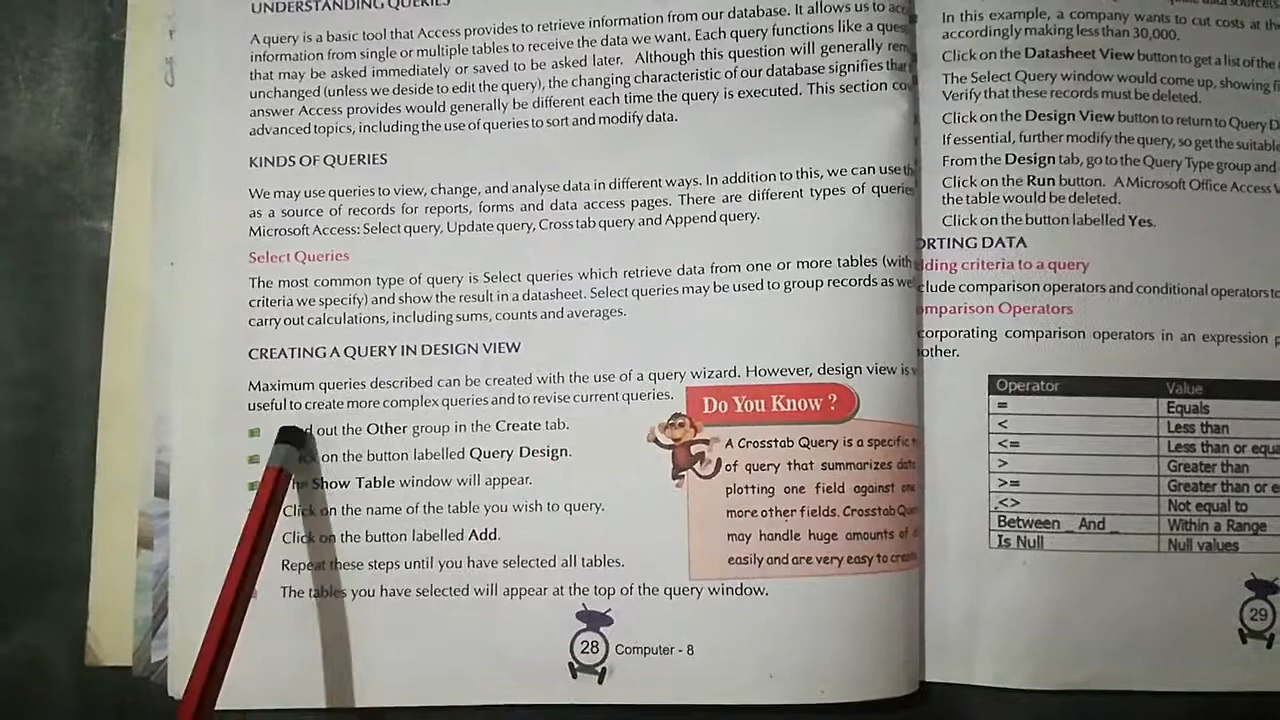 UNDERSTANDING QUERIES
A query is a basic tool that Access provides to retrieve information from our database. It allows us to
information from single or multiple tables to receive the data we want. Each query functions like a
that may be asked immediately or saved to be asked later. Although this question will generally
unchanged (unless we deside to edit the query), the changing characteristic of our database signifies that
answer Access provides would generally be different each time the query is executed. This section
advanced topics, including the use of queries to sort and modify data.
KINDS OF QUERIES
We may use queries to view, change, and analyse data in different ways. In addition to this, we can use
as a source of records for reports, forms and data access pages. There are different types of
Microsoft Access: Select query, Update query, Cross tab query and Append query.
Select Queries
The most common type of query is Select queries which retrieve data from one or more tables (with
criteria we specify) and show the result in a datasheet. Select queries may be used to group records as
carry out calculations, including sums, counts and averages.
CREATING A QUERY IN DESIGN VIEW
Maximum queries described can be created with the use of a query wizard. However, design view is
useful to create more complex queries and to revise current queries.
out the Other group in the Create tab.
on the button labelled Query Design.
Show Table window will appear.
Click on the name of the table you wish to query.
Click on the button labelled Add.
Repeat these steps until you have selected all tables.
The tables you have selected will appear at the top of the query window.
Do You Know ?
A Crosstab Query is a specific
of query that summarizes data
plotting one field against one
more other fields. Crosstab
may handle huge amounts of
easily and are very easy to
28 Computer - 8
In this example, a company wants to cut costs at
accordingly making less than 30,000.
Click on the Datasheet View button to get a list of the
The Select Query window would come up, showing
Verify that these records must be deleted.
Click on the Design View button to return to Query
If essential, further modify the query, so get the
From the Design tab, go to the Query Type group and
Click on the Run button. A Microsoft Office Access
the table would be deleted.
Click on the button labelled Yes.
ORTING DATA
dding criteria to a query
clude comparison operators and conditional operators
omparison Operators
corporating comparison operators in an expression
other.
Operator Value
= Equals
< Less than
<= Less than or
> Greater than
>= Greater than or
<> Not equal to
Between _ And _ Within a Range
Is Null Null values
29